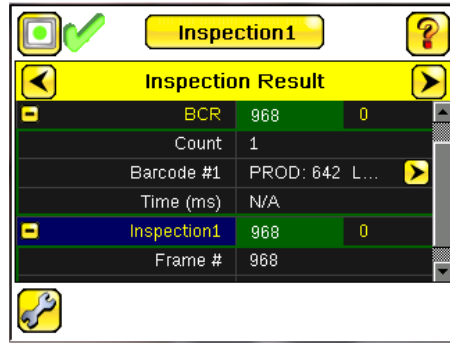 Inspection1
?
Inspection Result
BCR 968 0
Count 1
Barcode #1 PROD: 642 L...
Time (ms) N/A
Inspection1 968 0
Frame # 968